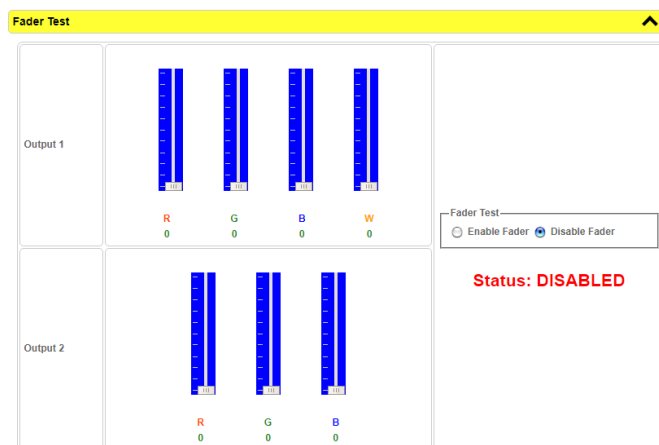 Fader Test
Output 1
R G B W
0 0 0 0
Fader Test
Enable Fader Disable Fader
Status: DISABLED
Output 2
R G B
0 0 0